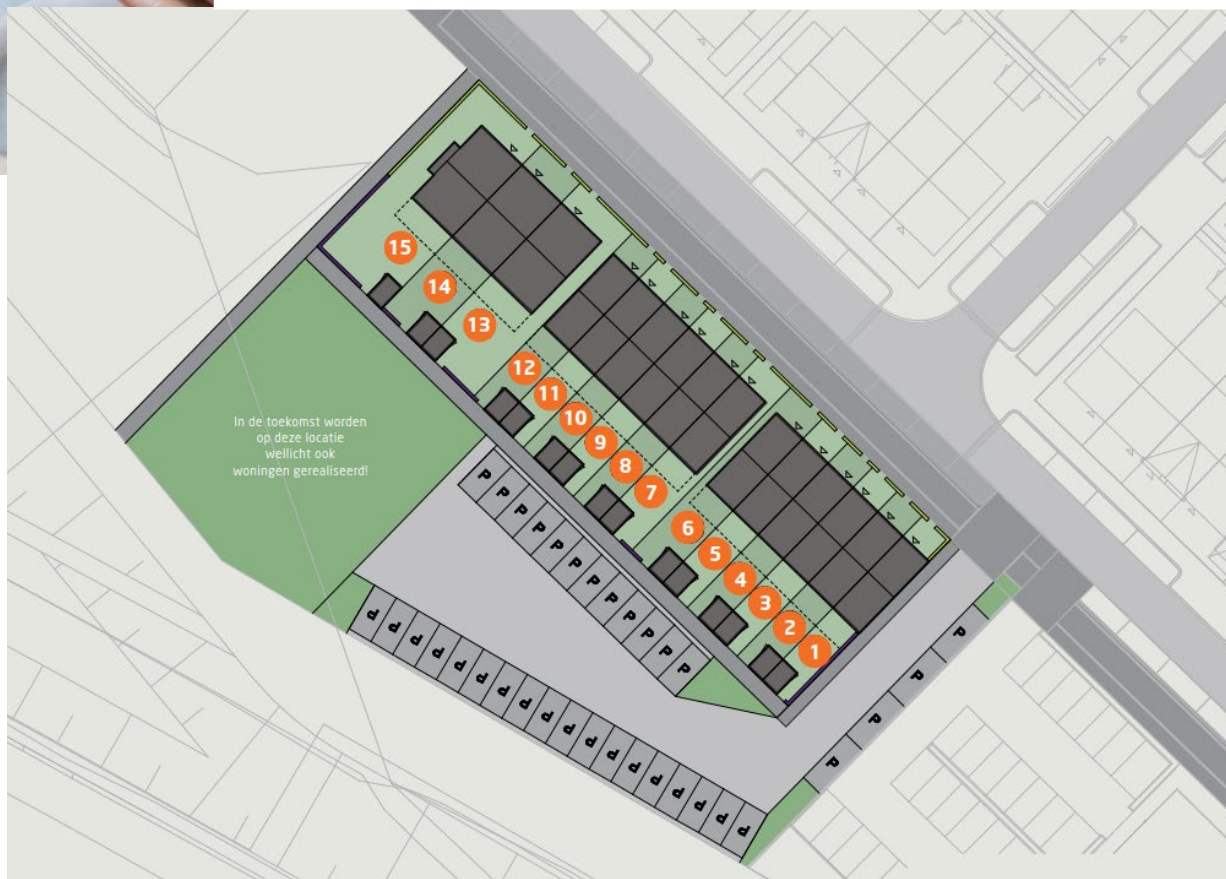 15
14
13
12
11
10
9
8
7
6
5
4
3
2
1
In de toekomst worden
op deze locatie
wellicht ook
woningen gerealiseerd!
P P P P P P P P P P P P
P P P P P P P P P P P P P P P P P P
P P P P